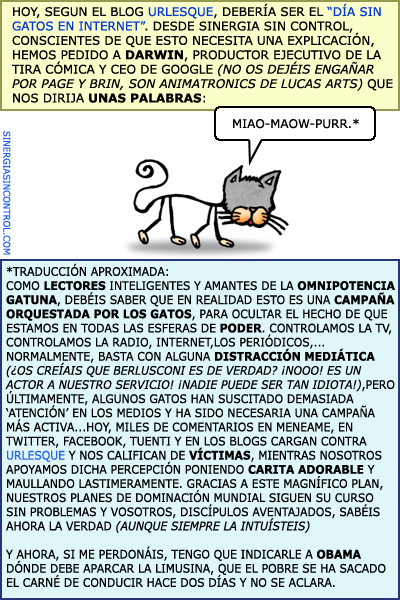 HOY, SEGUN EL BLOG URLESQUE, DEBERÍA SER EL “DÍA SIN
GATOS EN INTERNET”. DESDE SINERGIA SIN CONTROL,
CONSCIENTES DE QUE ESTO NECESITA UNA EXPLICACIÓN,
HEMOS PEDIDO A DARWIN, PRODUCTOR EJECUTIVO DE LA
TIRA CÓMICA Y CEO DE GOOGLE (NO OS DEJÉIS ENGAÑAR
POR PAGE Y BRIN, SON ANIMATRONICS DE LUCAS ARTS) QUE
NOS DIRIJA UNAS PALABRAS:
MIAO-MAOW-PURR.*
SINERGIASINCONTROL.COM
*TRADUCCIÓN APROXIMADA:
COMO LECTORES INTELIGENTES Y AMANTES DE LA OMNIPOTENCIA
GATUNA, DEBÉIS SABER QUE EN REALIDAD ESTO ES UNA CAMPAÑA
ORQUESTADA POR LOS GATOS, PARA OCULTAR EL HECHO DE QUE
ESTAMOS EN TODAS LAS ESFERAS DE PODER. CONTROLAMOS LA TV,
CONTROLAMOS LA RADIO, INTERNET,LOS PERIÓDICOS,...
NORMALMENTE, BASTA CON ALGUNA DISTRACCIÓN MEDIÁTICA
(¿OS CREÍAIS QUE BERLUSCONI ES DE VERDAD? ¡NOOO! ES UN
ACTOR A NUESTRO SERVICIO! ¡NADIE PUEDE SER TAN IDIOTA!),PERO
ÚLTIMAMENTE, ALGUNOS GATOS HAN SUSCITADO DEMASIADA
‘ATENCIÓN’ EN LOS MEDIOS Y HA SIDO NECESARIA UNA CAMPAÑA
MÁS ACTIVA...HOY, MILES DE COMENTARIOS EN MENEAME, EN
TWITTER, FACEBOOK, TUENTI Y EN LOS BLOGS CARGAN CONTRA
URLESQUE Y NOS CALIFICAN DE VÍCTIMAS, MIENTRAS NOSOTROS
APOYAMOS DICHA PERCEPCIÓN PONIENDO CARITA ADORABLE Y
MAULLANDO LASTIMERAMENTE. GRACIAS A ESTE MAGNÍFICO PLAN,
NUESTROS PLANES DE DOMINACIÓN MUNDIAL SIGUEN SU CURSO
SIN PROBLEMAS Y VOSOTROS, DISCÍPULOS AVENTAJADOS, SABÉIS
AHORA LA VERDAD (AUNQUE SIEMPRE LA INTUÍSTEIS)
Y AHORA, SI ME PERDONÁIS, TENGO QUE INDICARLE A OBAMA
DÓNDE DEBE APARCAR LA LIMUSINA, QUE EL POBRE SE HA SACADO
EL CARNÉ DE CONDUCIR HACE DOS DÍAS Y NO SE ACLARA.